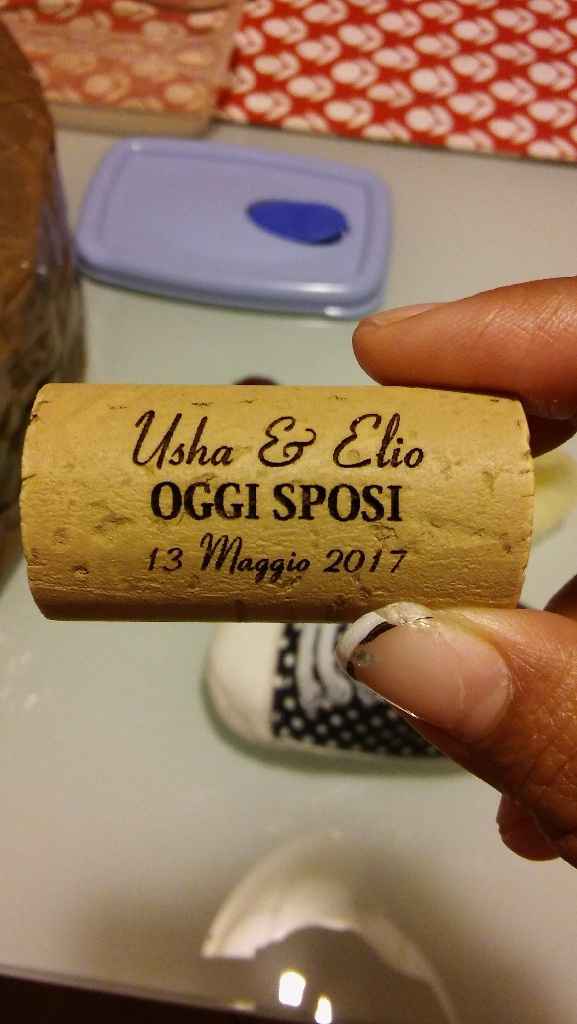 Usha & Elio
OGGI SPOSI
13 Maggio 2017